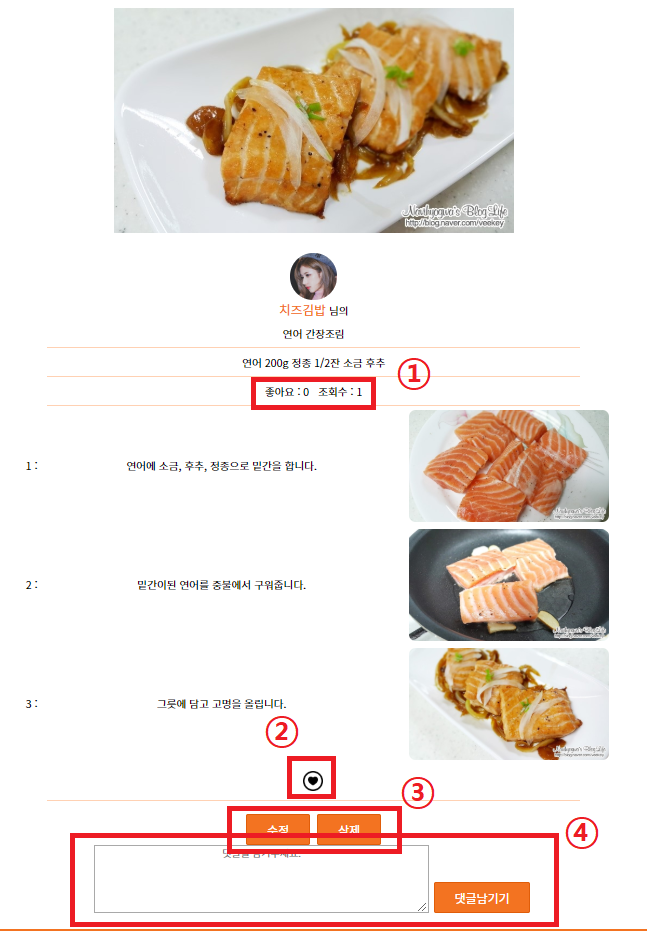 Northyogwa's Blog Life
http://blog.naver.com/veekey
치즈김밥 님의
연어 간장조림
연어 200g 정종 1/2잔 소금 후추
①
좋아요 : 0 조회수 : 1
1 : 연어에 소금, 후추, 정종으로 밑간을 합니다.
2 : 밑간이된 연어를 중불에서 구워줍니다.
3 : 그릇에 담고 고명을 올립니다.
②
③
수정 삭제
④
댓글을 남겨주세요.
댓글남기기